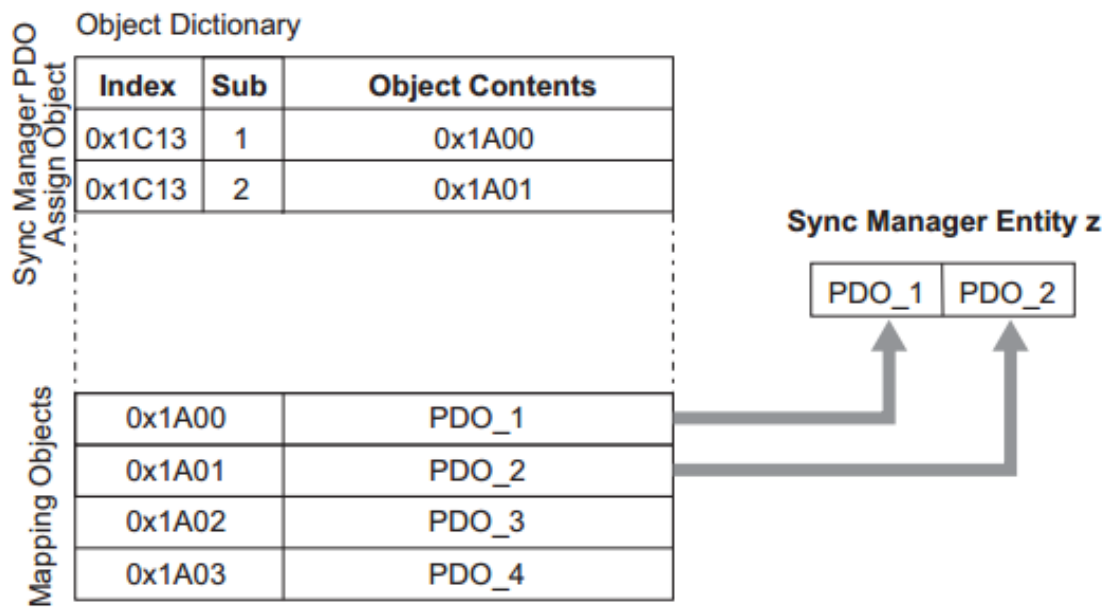 Object Dictionary
Sync Manager PDO
Assign Object
Index Sub Object Contents
0x1C13 1 0x1A00
0x1C13 2 0x1A01
Sync Manager Entity z
PDO_1 PDO_2
Mapping Objects
0x1A00 PDO_1
0x1A01 PDO_2
0x1A02 PDO_3
0x1A03 PDO_4